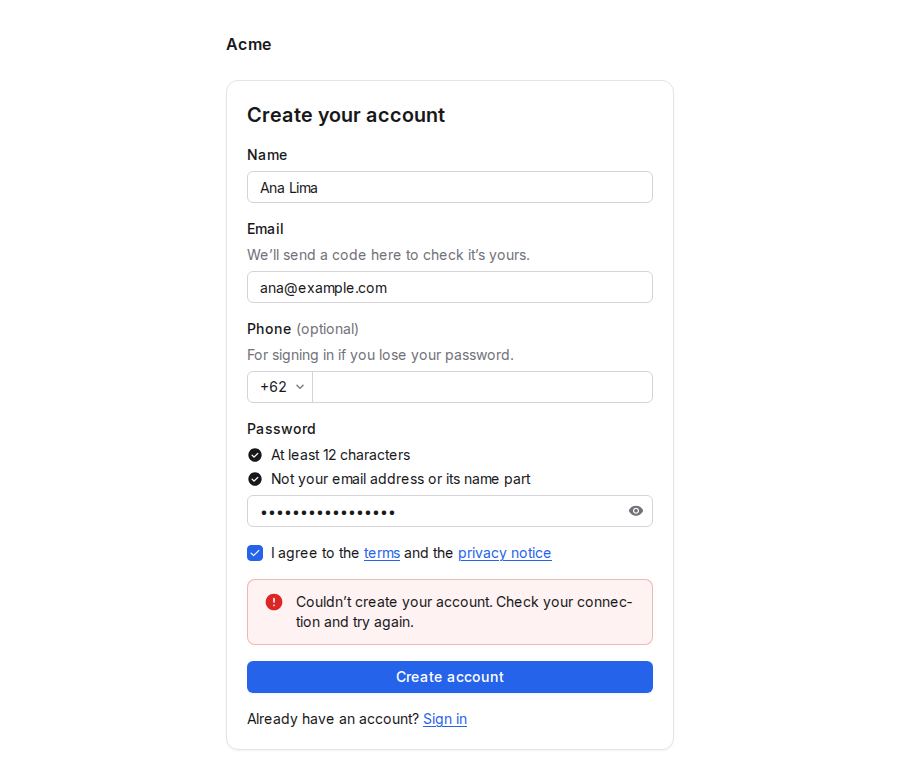 Acme
Create your account
Name
Ana Lima
Email
We’ll send a code here to check it’s yours.
ana@example.com
Phone (optional)
For signing in if you lose your password.
+62
Password
At least 12 characters
Not your email address or its name part
•••••••••••••••••
I agree to the terms and the privacy notice
Couldn’t create your account. Check your connec-
tion and try again.
Create account
Already have an account? Sign in